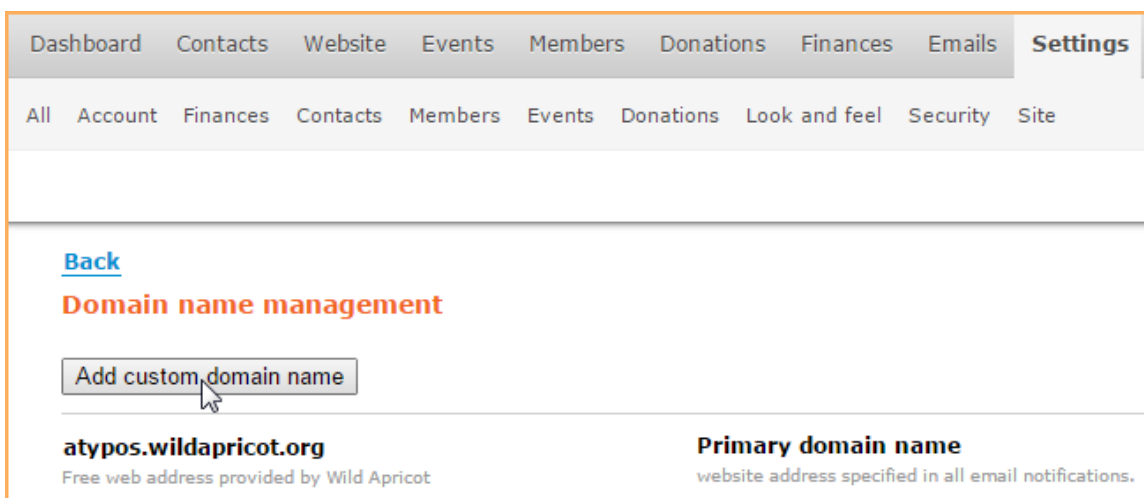 Dashboard Contacts Website Events Members Donations Finances Emails Settings
All Account Finances Contacts Members Events Donations Look and feel Security Site
Back
Domain name management
Add custom domain name
atypos.wildapricot.org Primary domain name
Free web address provided by Wild Apricot website address specified in all email notifications.